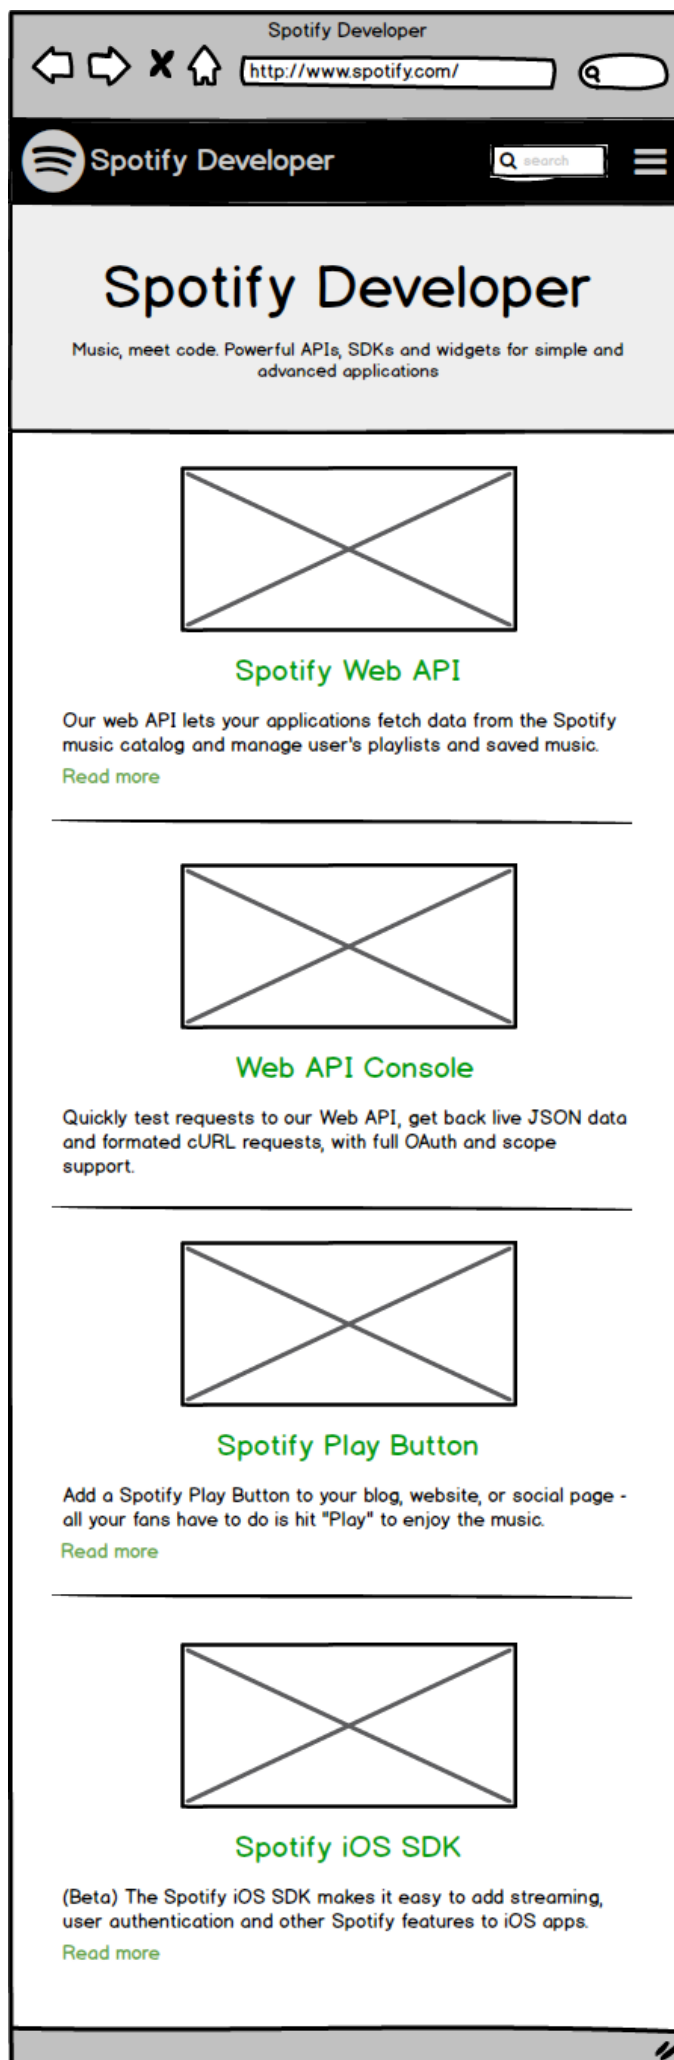 Spotify Developer
http://www.spotify.com/
Spotify Developer
search
Spotify Developer
Music, meet code. Powerful APIs, SDKs and widgets for simple and
advanced applications
Spotify Web API
Our web API lets your applications fetch data from the Spotify
music catalog and manage user's playlists and saved music.
Read more
Web API Console
Quickly test requests to our Web API, get back live JSON data
and formated cURL requests, with full OAuth and scope
support.
Spotify Play Button
Add a Spotify Play Button to your blog, website, or social page -
all your fans have to do is hit "Play" to enjoy the music.
Read more
Spotify iOS SDK
(Beta) The Spotify iOS SDK makes it easy to add streaming,
user authentication and other Spotify features to iOS apps.
Read more